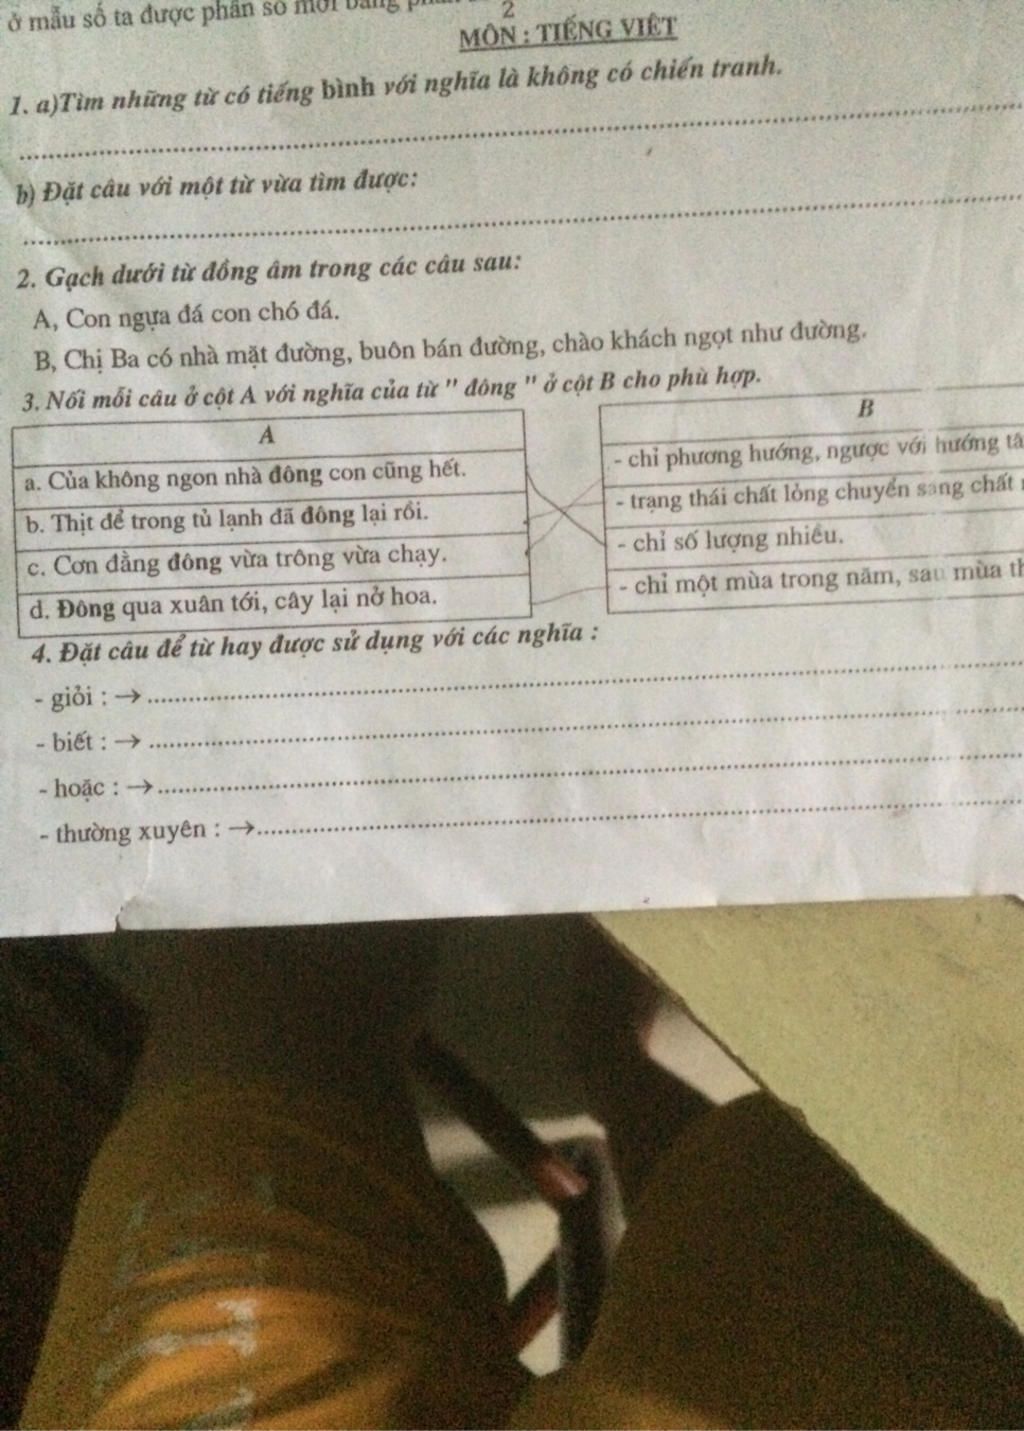 ở mẫu số ta được phân số mới bằng
2
MÔN : TIẾNG VIỆT
1. a)Tìm những từ có tiếng bình với nghĩa là không có chiến tranh.
b) Đặt câu với một từ vừa tìm được:
2. Gạch dưới từ đồng âm trong các câu sau:
A, Con ngựa đá con chó đá.
B, Chị Ba có nhà mặt đường, buôn bán đường, chào khách ngọt như đường.
3. Nối mỗi câu ở cột A với nghĩa của từ " đông " ở cột B cho phù hợp.
A
B
a. Của không ngon nhà đông con cũng hết.
- chỉ phương hướng, ngược với hướng
b. Thịt để trong tủ lạnh đã đông lại rồi.
- trạng thái chất lỏng chuyển sang chất
c. Cơn đằng đông vừa trông vừa chạy.
- chỉ số lượng nhiều.
d. Đông qua xuân tới, cây lại nở hoa.
- chỉ một mùa trong năm, sau mùa
4. Đặt câu để từ hay được sử dụng với các nghĩa :
- giỏi : →
- biết : →
- hoặc : →
- thường xuyên : →